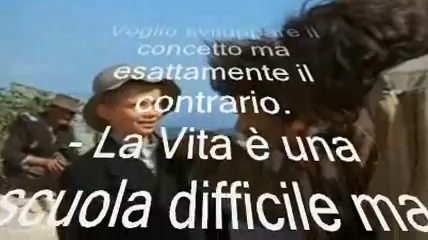 Voglio sviluppare il
concetto ma
esattamente il
contrario.
- La Vita è una
scuola difficile ma